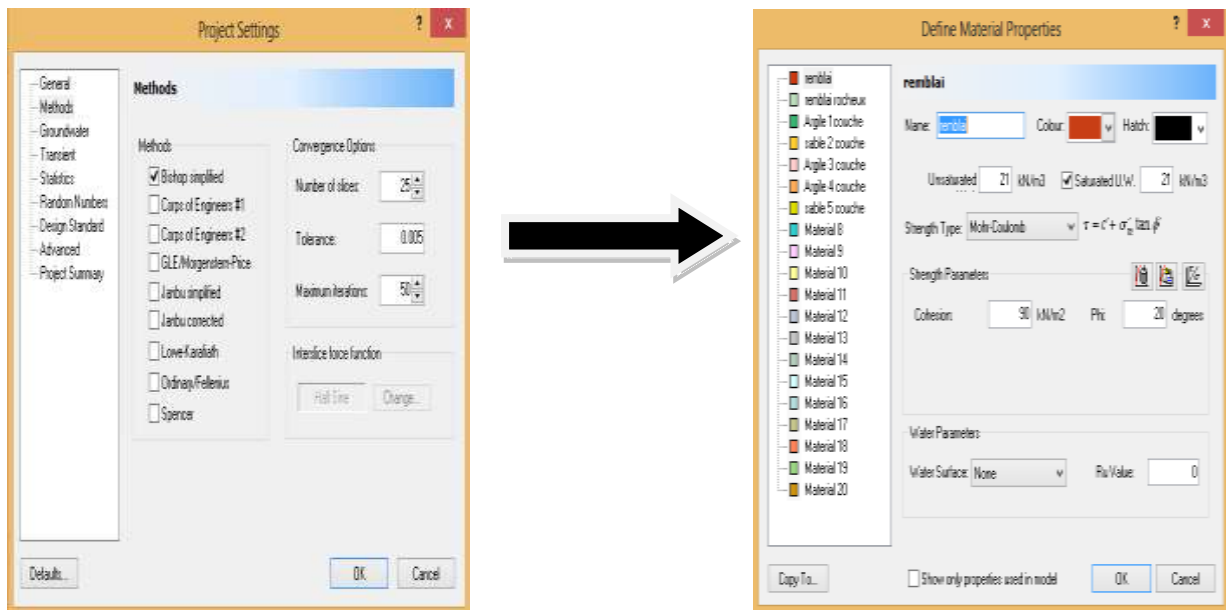 Project Settings
?
x
General
Methods
Groundwater
Transient
Statistics
Random Numbers
Design Standard
Advanced
Project Summary
Methods
Methods
Bishop simplified
Corps of Engineers #1
Corps of Engineers #2
GLE/Morgenstern-Price
Janbu simplified
Janbu corrected
Lowe-Karafiath
Ordinary/Fellenius
Spencer
Convergence Options
Number of slices: 25
Tolerance: 0.005
Maximum iterations: 50
Interslice force function
Half Sine Change...
Defaults... OK Cancel
Define Material Properties
?
x
remblai
remblai rocheux
Argile 1 couche
sable 2 couche
Argile 3 couche
Argile 4 couche
sable 5 couche
Material 8
Material 9
Material 10
Material 11
Material 12
Material 13
Material 14
Material 15
Material 16
Material 17
Material 18
Material 19
Material 20
remblai
Name: remblai Colour: Hatch:
Unsaturated 21 kN/m3 Saturated U.W. 21 kN/m3
Strength Type: Mohr-Coulomb τ = c' + σ'n tan φ'
Strength Parameters
Cohesion: 90 kN/m2 Phi: 20 degrees
Water Parameters
Water Surface: None Ru Value: 0
Copy To... Show only properties used in model OK Cancel